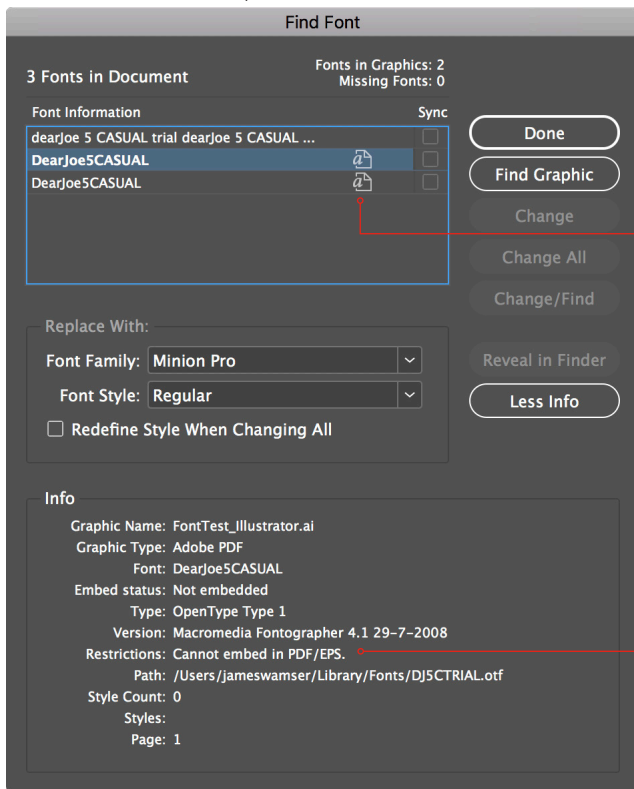 Find Font
3 Fonts in Document
Fonts in Graphics: 2
Missing Fonts: 0
Font Information
Sync
dearJoe 5 CASUAL trial dearJoe 5 CASUAL ...
DearJoe5CASUAL
DearJoe5CASUAL
Done
Find Graphic
Change
Change All
Change/Find
Reveal in Finder
Less Info
Replace With:
Font Family: Minion Pro
Font Style: Regular
Redefine Style When Changing All
Info
Graphic Name: FontTest_Illustrator.ai
Graphic Type: Adobe PDF
Font: DearJoe5CASUAL
Embed status: Not embedded
Type: OpenType Type 1
Version: Macromedia Fontographer 4.1 29-7-2008
Restrictions: Cannot embed in PDF/EPS.
Path: /Users/jameswamser/Library/Fonts/DJ5CTRIAL.otf
Style Count: 0
Styles:
Page: 1